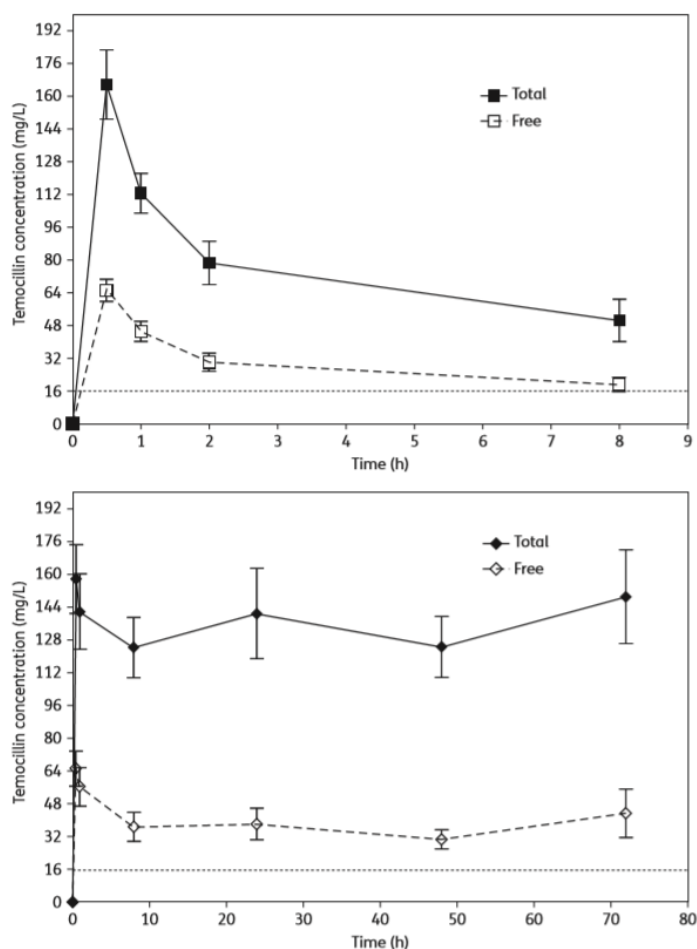 Temocillin concentration (mg/L)
192
176
160
144
128
112
96
80
64
48
32
16
0
Total
Free
0 1 2 3 4 5 6 7 8 9
Time (h)
Temocillin concentration (mg/L)
192
176
160
144
128
112
96
80
64
48
32
16
0
Total
Free
0 10 20 30 40 50 60 70 80
Time (h)